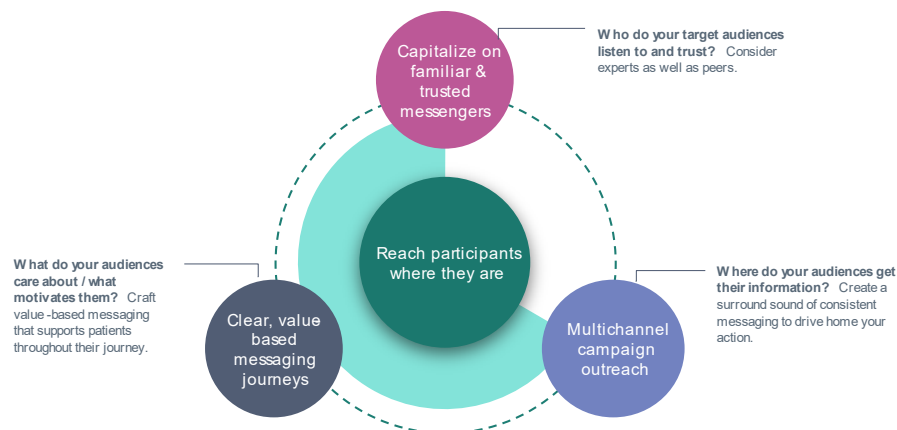 Capitalize on
familiar &
trusted
messengers
Who do your target audiences
listen to and trust? Consider
experts as well as peers.
Reach participants
where they are
What do your audiences
care about / what
motivates them? Craft
value -based messaging
that supports patients
throughout their journey.
Clear, value
based
messaging
journeys
Multichannel
campaign
outreach
Where do your audiences get
their information? Create a
surround sound of consistent
messaging to drive home your
action.